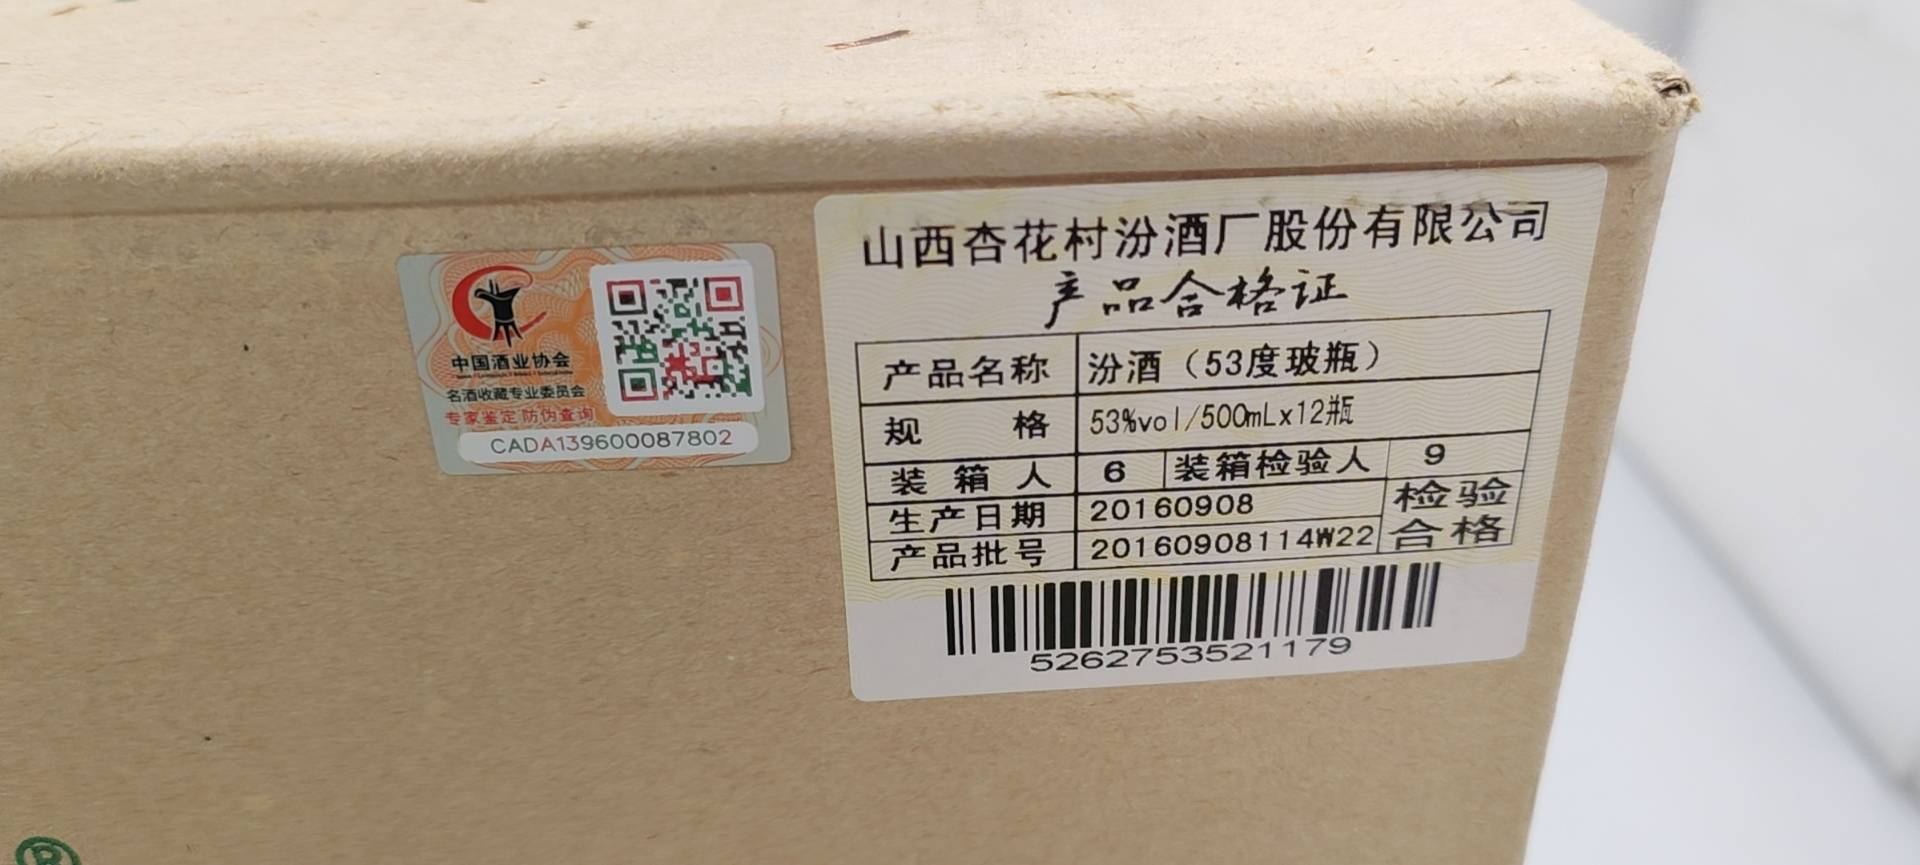 中国酒业协会
名酒收藏专业委员会
专家鉴定 防伪查询
CADA139600087802
山西杏花村汾酒厂股份有限公司
产品合格证
产品名称 汾酒（53度玻瓶）
规 格 53%vol/500mLx12瓶
装箱人 6 装箱检验人 9
生产日期 20160908 检验
产品批号 20160908114W22 合格
5262753521179
®